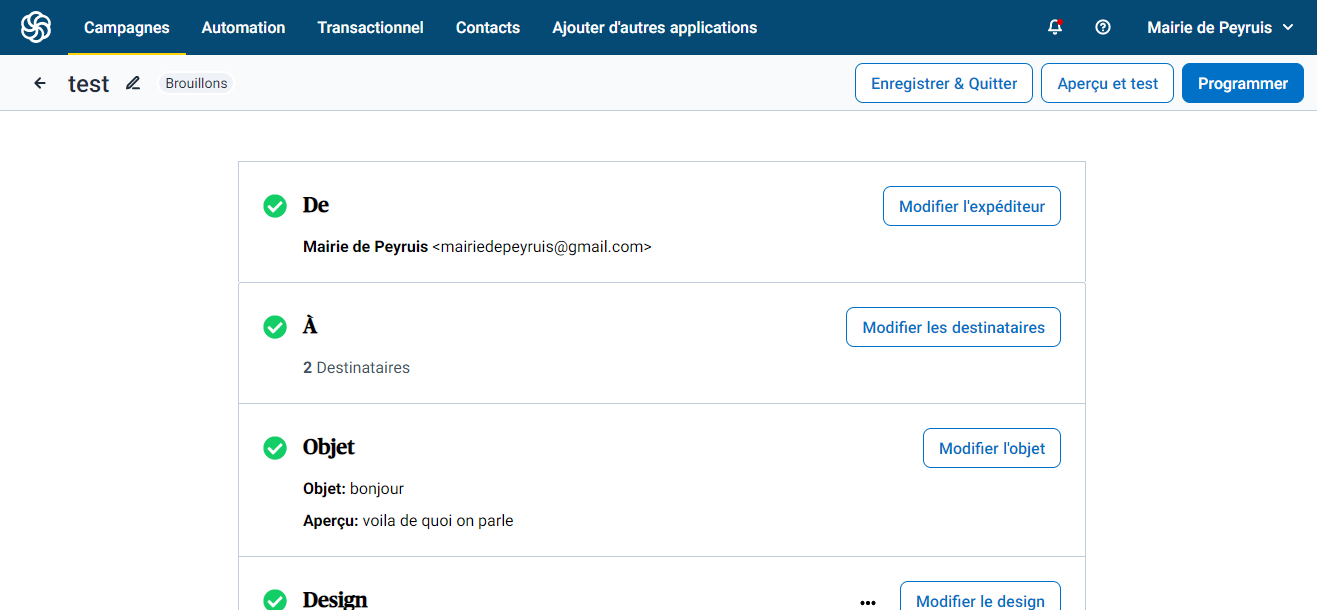 Campagnes Automation Transactionnel Contacts Ajouter d'autres applications Mairie de Peyruis
test Brouillons Enregistrer & Quitter Aperçu et test Programmer
De Modifier l'expéditeur
Mairie de Peyruis <mairiedepeyruis@gmail.com>
À Modifier les destinataires
2 Destinataires
Objet Modifier l'objet
Objet: bonjour
Aperçu: voila de quoi on parle
Design ••• Modifier le design